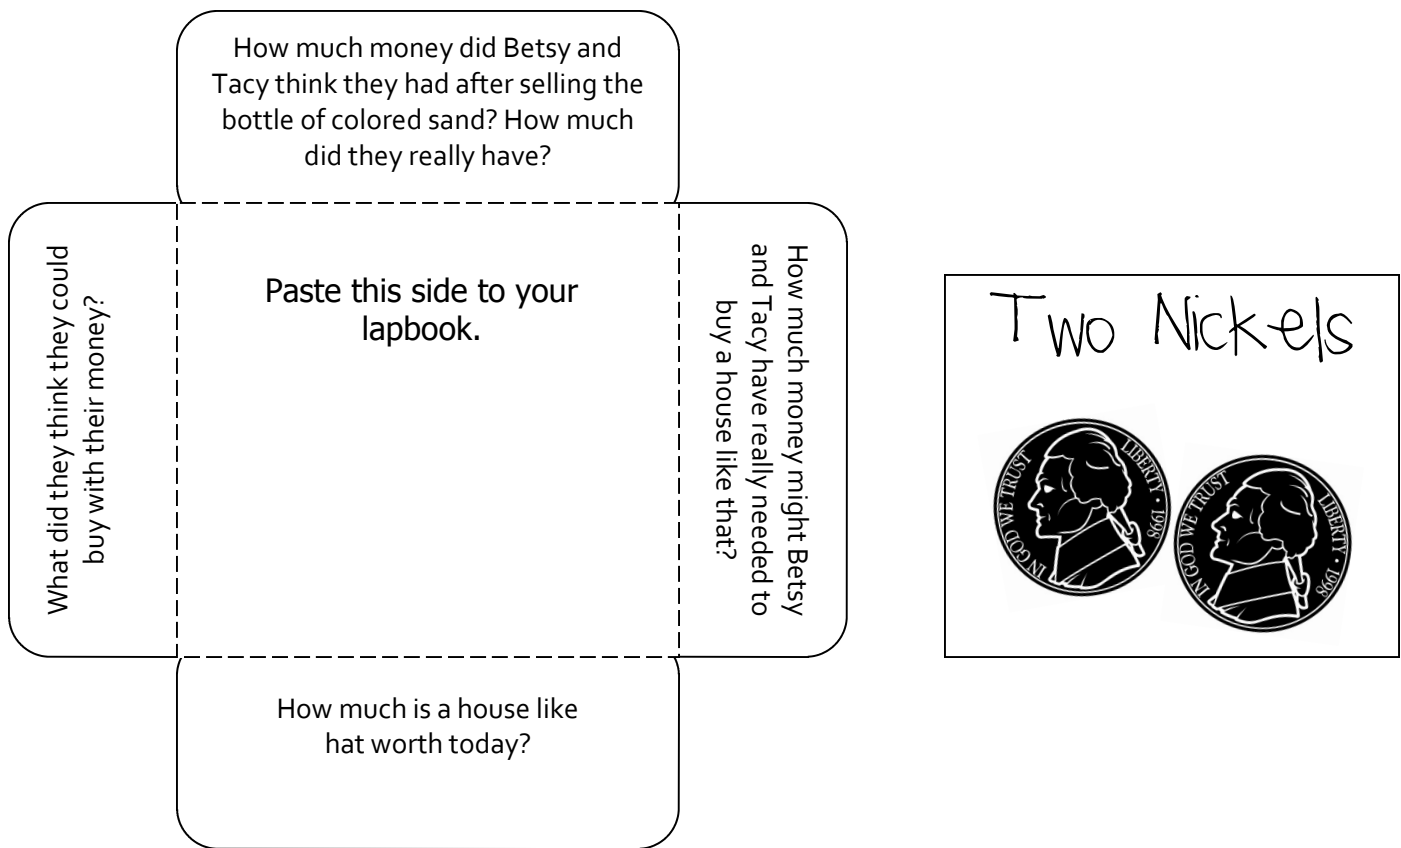 How much money did Betsy and
Tacy think they had after selling the
bottle of colored sand? How much
did they really have?
What did they think they could
buy with their money?
Paste this side to your
lapbook.
How much money might Betsy
and Tacy have really needed to
buy a house like that?
How much is a house like
hat worth today?
Two Nickels
IN GOD WE TRUST
LIBERTY • 1998
IN GOD WE TRUST
LIBERTY • 1998